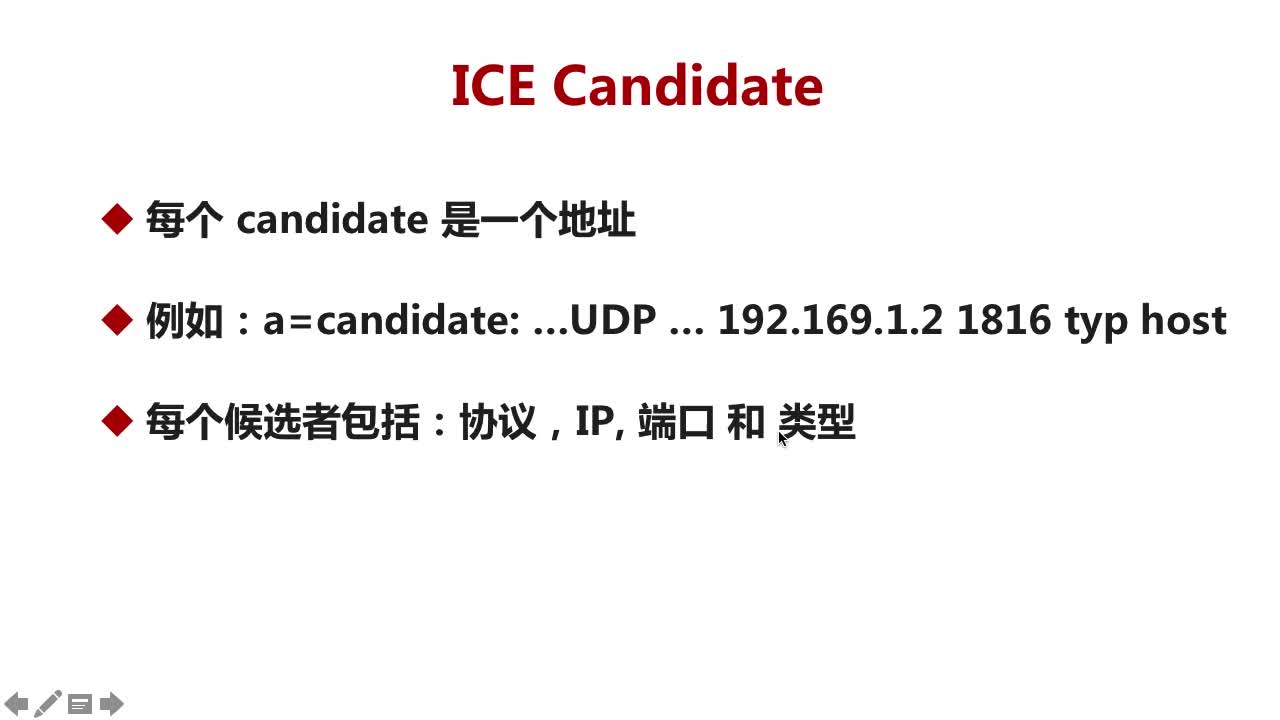 ICE Candidate
每个 candidate 是一个地址
例如：a=candidate: ...UDP ... 192.169.1.2 1816 typ host
每个候选者包括：协议，IP, 端口 和 类型